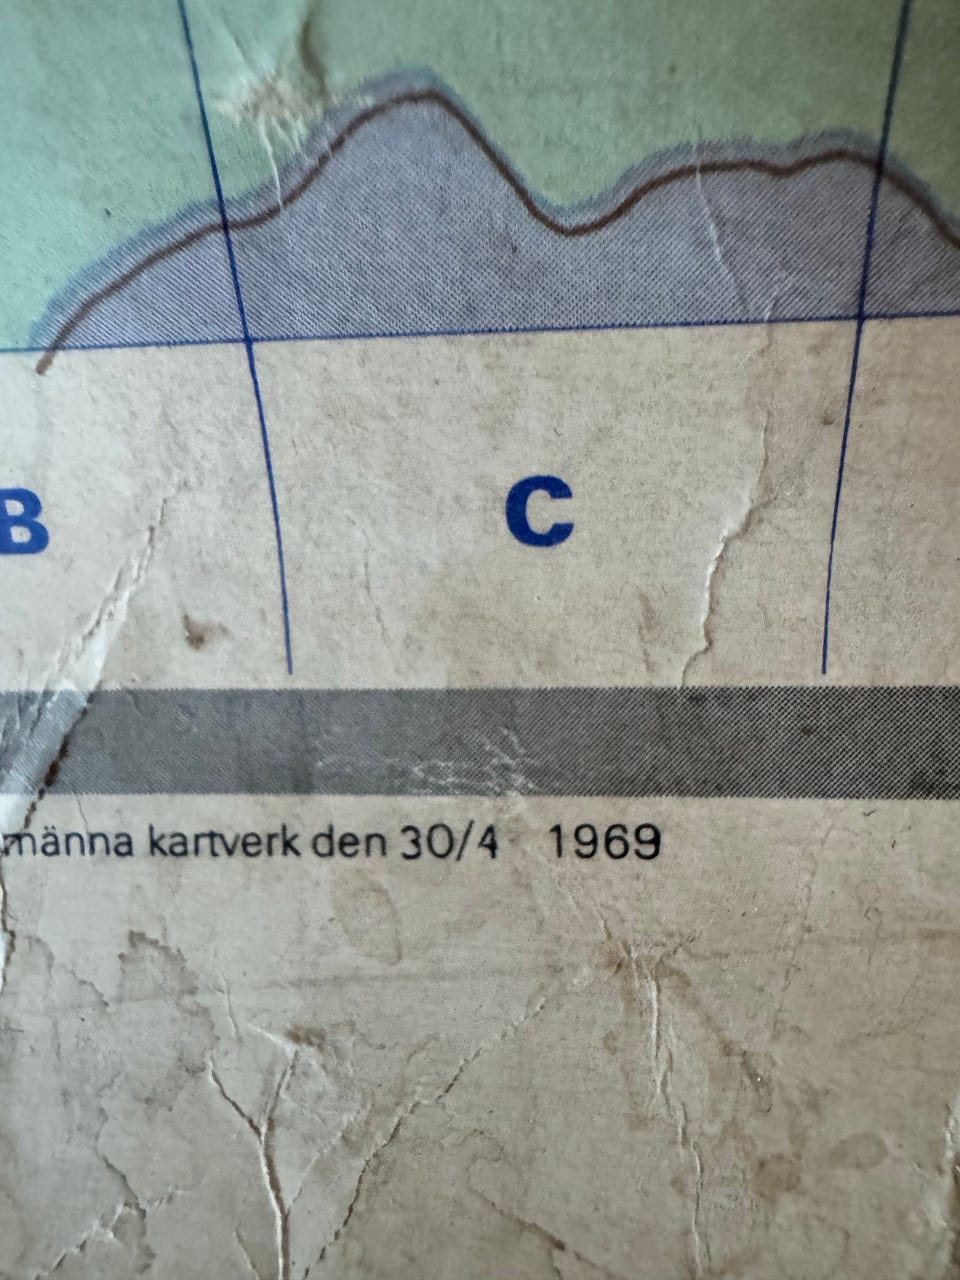 B C
männa kartverk den 30/4 1969